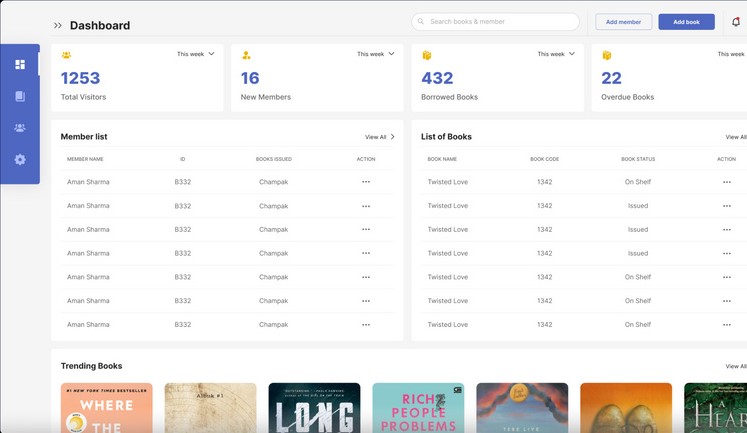 Dashboard
Search books & member
Add member
Add book
This week
1253
Total Visitors
This week
16
New Members
This week
432
Borrowed Books
This week
22
Overdue Books
Member list
View All
MEMBER NAME ID BOOKS ISSUED ACTION
Aman Sharma B332 Champak
Aman Sharma B332 Champak
Aman Sharma B332 Champak
Aman Sharma B332 Champak
Aman Sharma B332 Champak
Aman Sharma B332 Champak
Aman Sharma B332 Champak
List of Books
View All
BOOK NAME BOOK CODE BOOK STATUS ACTION
Twisted Love 1342 On Shelf
Twisted Love 1342 Issued
Twisted Love 1342 Issued
Twisted Love 1342 Issued
Twisted Love 1342 On Shelf
Twisted Love 1342 On Shelf
Twisted Love 1342 On Shelf
Trending Books
View All
#1 NEW YORK TIMES BESTSELLER
WHERE
THE
Album #1
LONG
RICH
PEOPLE
PROBLEMS